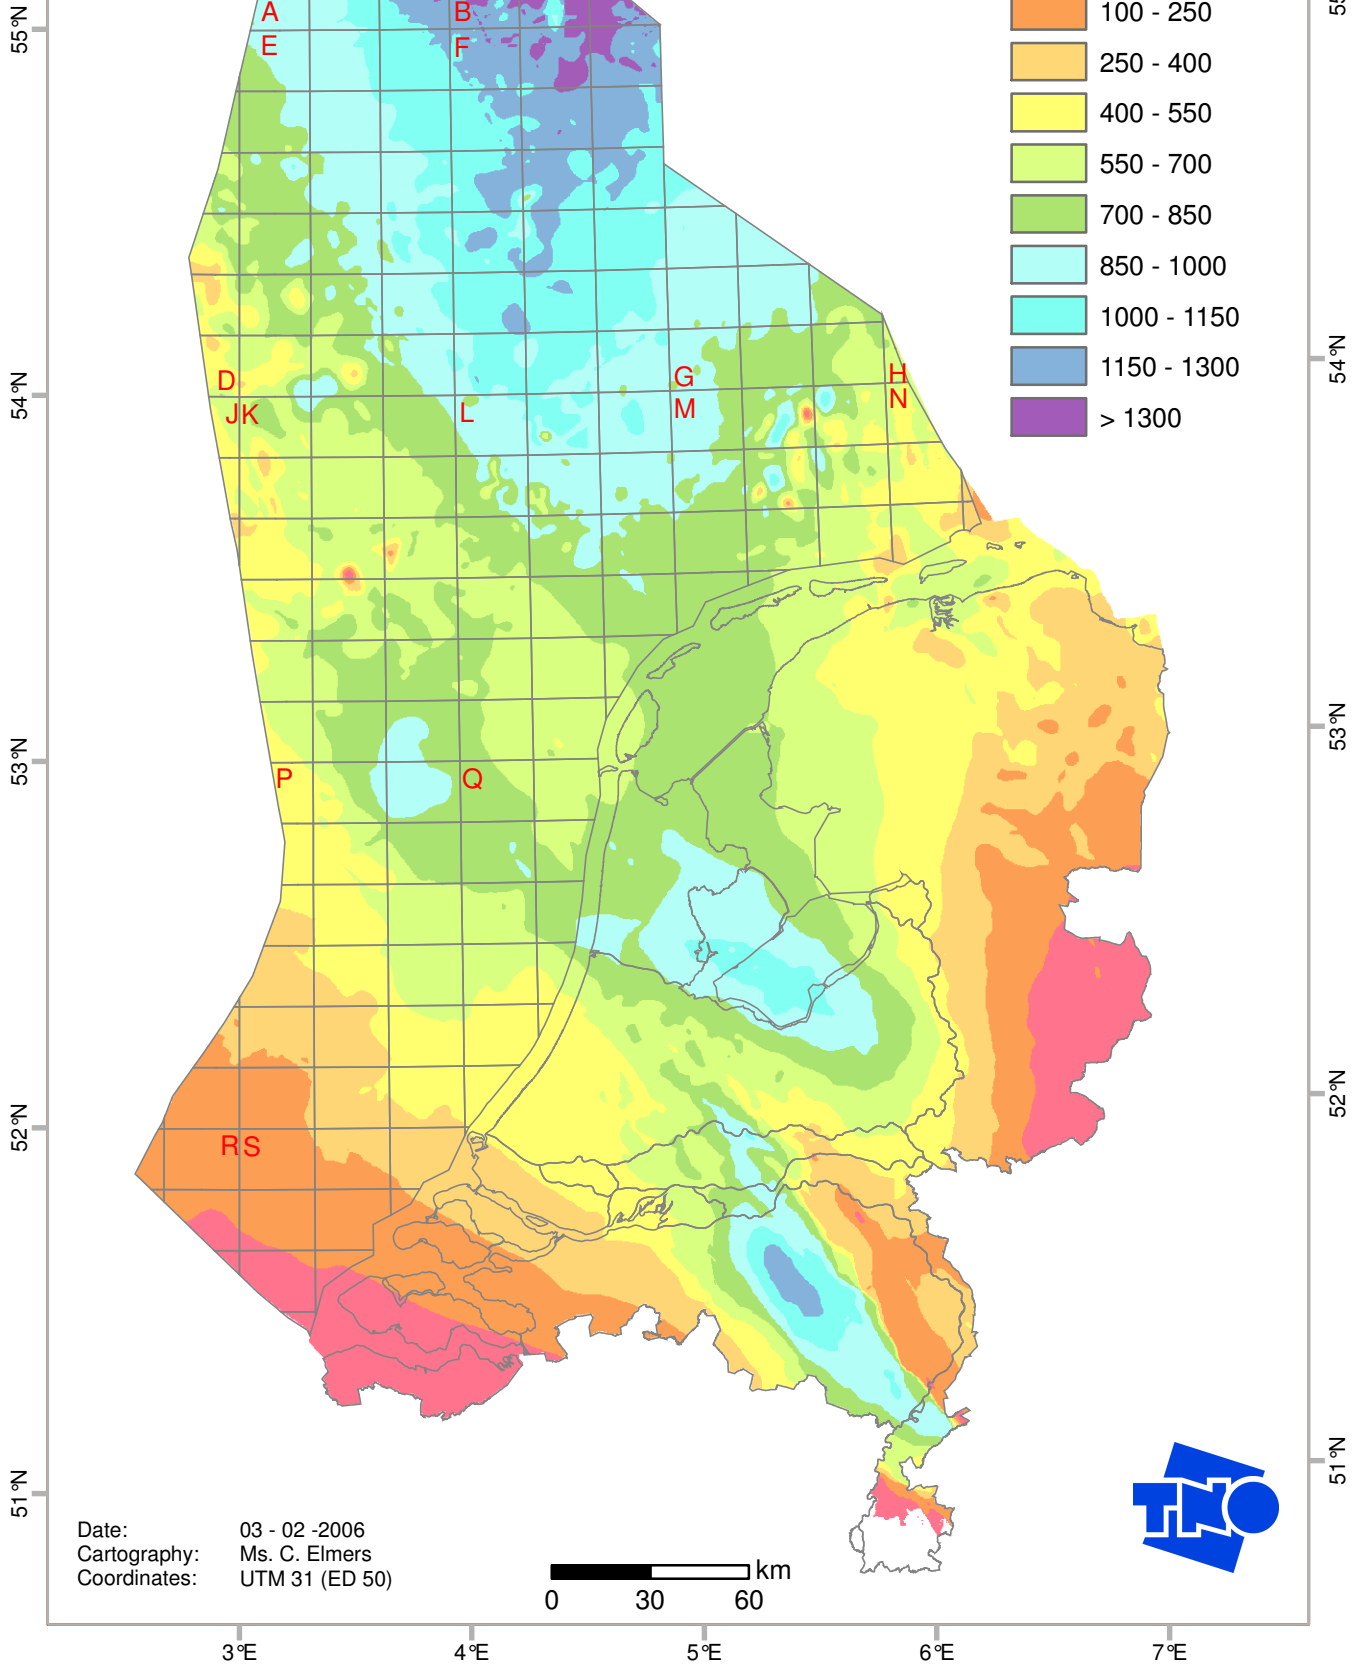 A
B
E
F
55°N
100 - 250
250 - 400
400 - 550
550 - 700
700 - 850
850 - 1000
1000 - 1150
1150 - 1300
> 1300
54°N
54°N
D
G
H
JK
L
M
N
53°N
53°N
P
Q
52°N
52°N
RS
51°N
51°N
TNO
Date: 03 - 02 -2006
Cartography: Ms. C. Elmers
Coordinates: UTM 31 (ED 50)
km
0 30 60
3°E 4°E 5°E 6°E 7°E